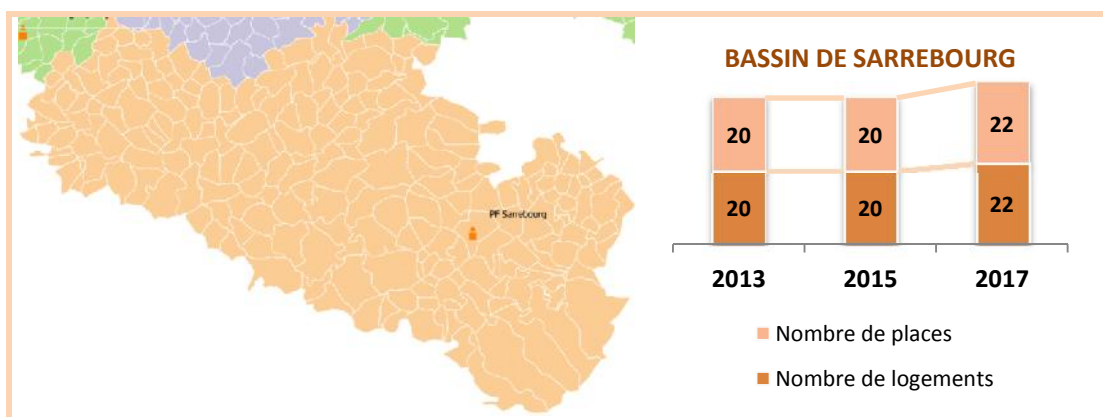 PF Sarrebourg
BASSIN DE SARREBOURG
20 20 22
20 20 22
2013 2015 2017
Nombre de places
Nombre de logements